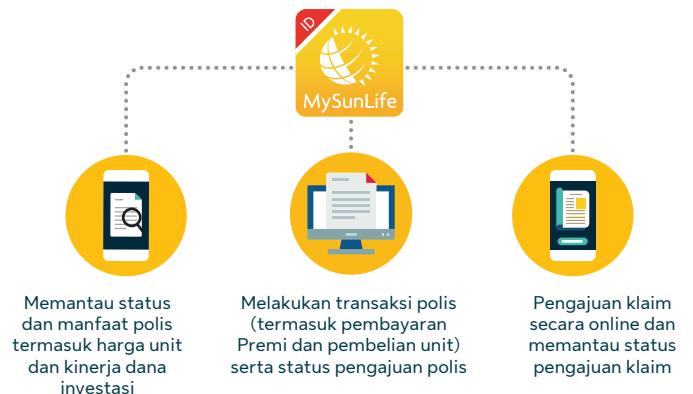 ID
MySunLife
Memantau status
dan manfaat polis
termasuk harga unit
dan kinerja dana
investasi
Melakukan transaksi polis
(termasuk pembayaran
Premi dan pembelian unit)
serta status pengajuan polis
Pengajuan klaim
secara online dan
memantau status
pengajuan klaim